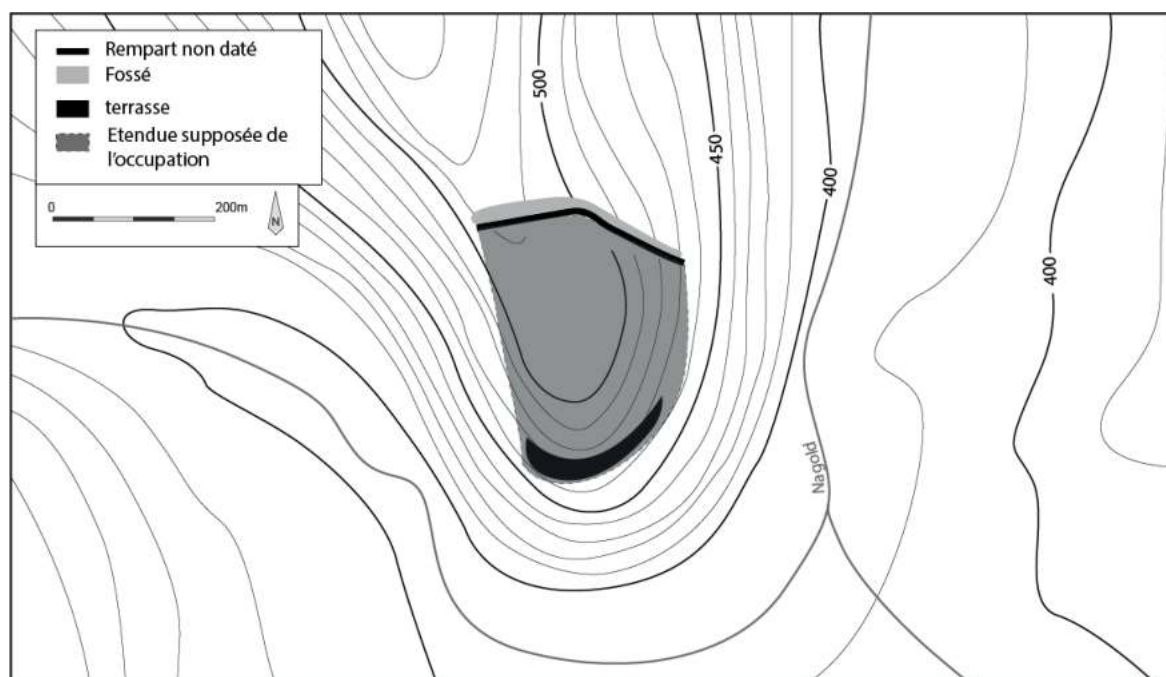 Rempart non daté
Fossé
terrasse
Etendue supposée de
l'occupation
0 200m
N
500
450
400
400
Nagold